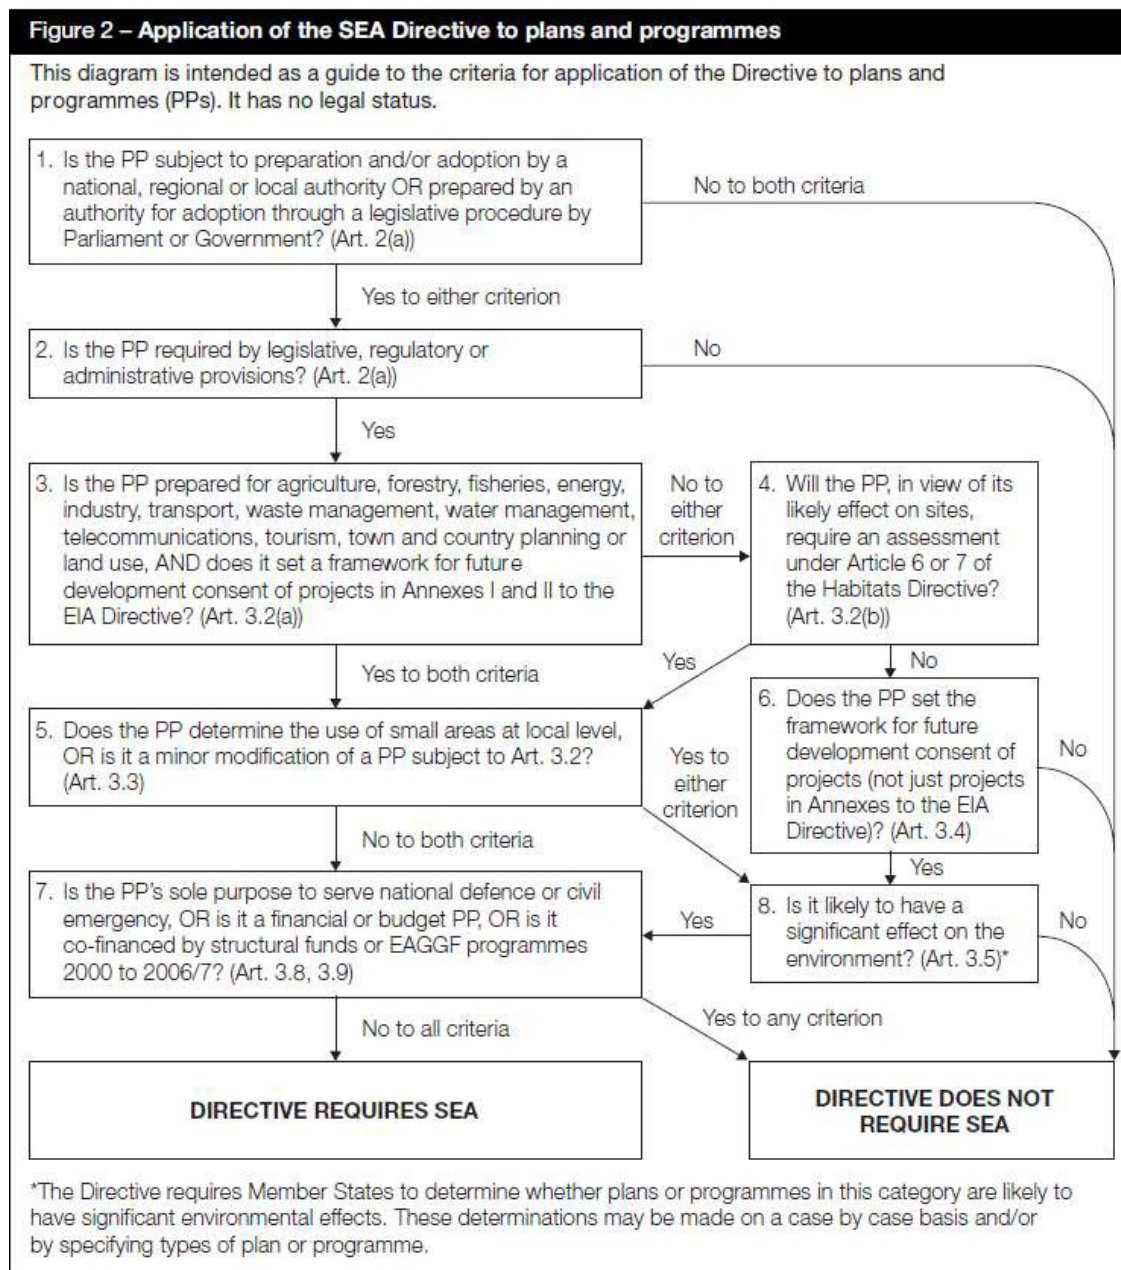 Figure 2 – Application of the SEA Directive to plans and programmes
This diagram is intended as a guide to the criteria for application of the Directive to plans and
programmes (PPs). It has no legal status.
1. Is the PP subject to preparation and/or adoption by a
national, regional or local authority OR prepared by an
authority for adoption through a legislative procedure by
Parliament or Government? (Art. 2(a))
No to both criteria
Yes to either criterion
2. Is the PP required by legislative, regulatory or
administrative provisions? (Art. 2(a))
No
Yes
3. Is the PP prepared for agriculture, forestry, fisheries, energy,
industry, transport, waste management, water management,
telecommunications, tourism, town and country planning or
land use, AND does it set a framework for future
development consent of projects in Annexes I and II to the
EIA Directive? (Art. 3.2(a))
No to
either
criterion
4. Will the PP, in view of its
likely effect on sites,
require an assessment
under Article 6 or 7 of
the Habitats Directive?
(Art. 3.2(b))
Yes to both criteria
Yes
No
5. Does the PP determine the use of small areas at local level,
OR is it a minor modification of a PP subject to Art. 3.2?
(Art. 3.3)
Yes to
either
criterion
6. Does the PP set the
framework for future
development consent of
projects (not just projects
in Annexes to the EIA
Directive)? (Art. 3.4)
No
No to both criteria
Yes
7. Is the PP's sole purpose to serve national defence or civil
emergency, OR is it a financial or budget PP, OR is it
co-financed by structural funds or EAGGF programmes
2000 to 2006/7? (Art. 3.8, 3.9)
Yes
8. Is it likely to have a
significant effect on the
environment? (Art. 3.5)*
No
No to all criteria
Yes to any criterion
DIRECTIVE REQUIRES SEA
DIRECTIVE DOES NOT
REQUIRE SEA
*The Directive requires Member States to determine whether plans or programmes in this category are likely to
have significant environmental effects. These determinations may be made on a case by case basis and/or
by specifying types of plan or programme.